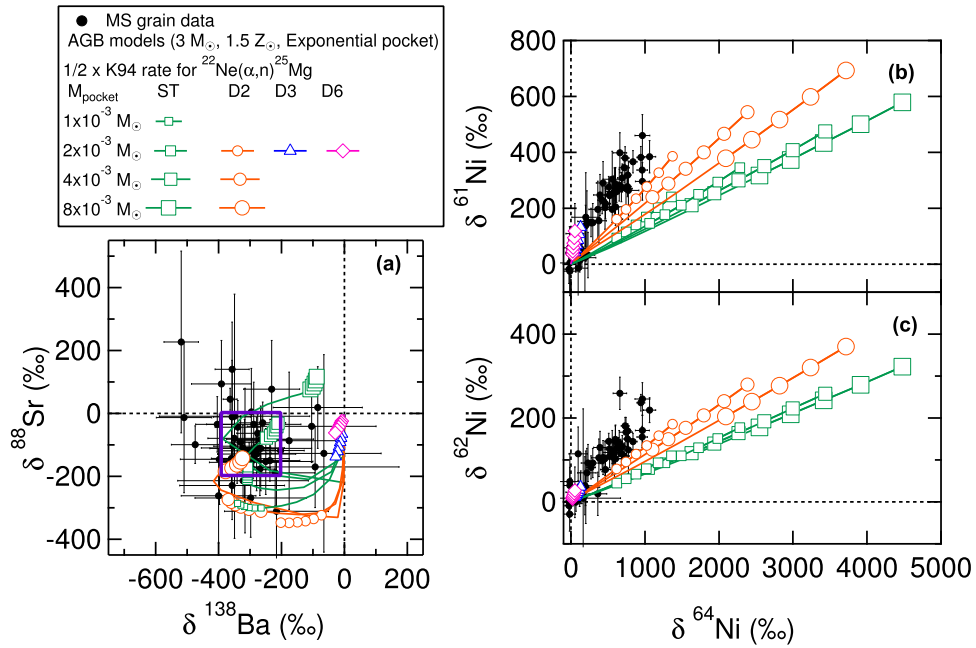 MS grain data
AGB models (3 M☉, 1.5 Z☉, Exponential pocket)
1/2 x K94 rate for ²²Ne(α,n)²⁵Mg
M_pocket ST D2 D3 D6
1x10⁻³ M☉
2x10⁻³ M☉
4x10⁻³ M☉
8x10⁻³ M☉
(a)
400
200
0
-200
-400
δ ⁸⁸Sr (‰)
-600 -400 -200 0
δ ¹³⁸Ba (‰)
(b)
800
600
400
200
0
δ ⁶¹Ni (‰)
(c)
400
200
0
δ ⁶²Ni (‰)
0 1000 2000 3000 4000 5000
δ ⁶⁴Ni (‰)